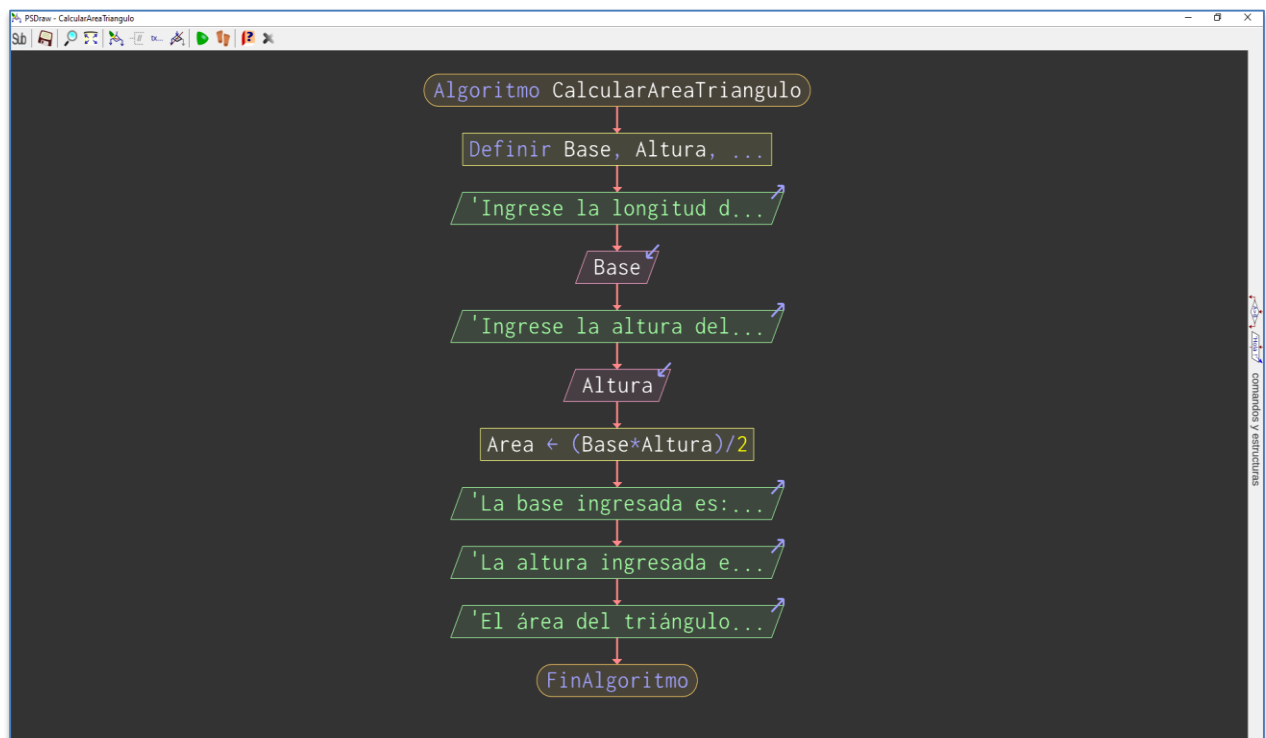 PSDraw - CalcularAreaTriangulo
Sub
Algoritmo CalcularAreaTriangulo
Definir Base, Altura, ...
'Ingrese la longitud d...
Base
'Ingrese la altura del...
Altura
Area ← (Base*Altura)/2
'La base ingresada es:...
'La altura ingresada e...
'El área del triángulo...
FinAlgoritmo
comandos y estructuras